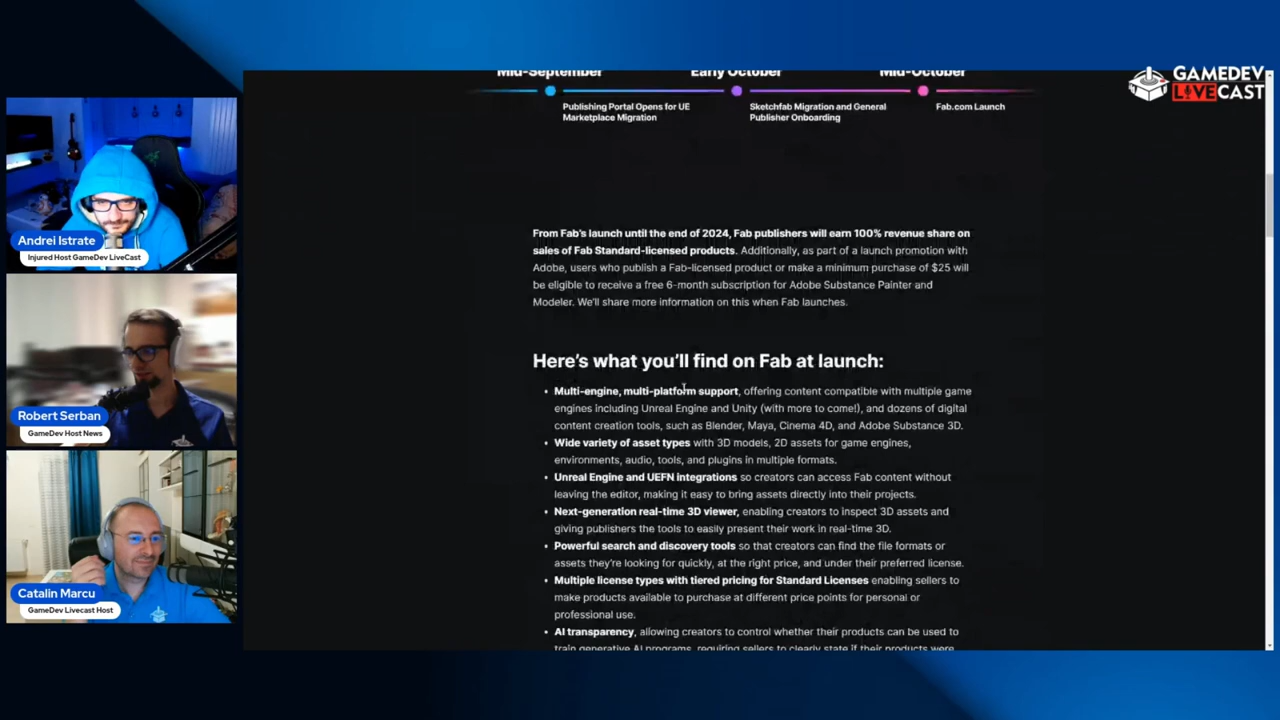 GAMEDEV
LIVECAST
Mid-September
Early October
Mid-October
Publishing Portal Opens for UE
Marketplace Migration
Sketchfab Migration and General
Publisher Onboarding
Fab.com Launch
From Fab's launch until the end of 2024, Fab publishers will earn 100% revenue share on
sales of Fab Standard-licensed products. Additionally, as part of a launch promotion with
Adobe, users who publish a Fab-licensed product or make a minimum purchase of $25 will
be eligible to receive a free 6-month subscription for Adobe Substance Painter and
Modeler. We'll share more information on this when Fab launches.
Here's what you'll find on Fab at launch:
• Multi-engine, multi-platform support, offering content compatible with multiple game
engines including Unreal Engine and Unity (with more to come!), and dozens of digital
content creation tools, such as Blender, Maya, Cinema 4D, and Adobe Substance 3D.
• Wide variety of asset types with 3D models, 2D assets for game engines,
environments, audio, tools, and plugins in multiple formats.
• Unreal Engine and UEFN integrations so creators can access Fab content without
leaving the editor, making it easy to bring assets directly into their projects.
• Next-generation real-time 3D viewer, enabling creators to inspect 3D assets and
giving publishers the tools to easily present their work in real-time 3D.
• Powerful search and discovery tools so that creators can find the file formats or
assets they're looking for quickly, at the right price, and under their preferred license.
• Multiple license types with tiered pricing for Standard Licenses enabling sellers to
make products available to purchase at different price points for personal or
professional use.
• AI transparency, allowing creators to control whether their products can be used to
train generative AI programs, requiring sellers to clearly state if their products were
Andrei Istrate
Injured Host GameDev LiveCast
Robert Serban
GameDev Host News
Catalin Marcu
GameDev Livecast Host